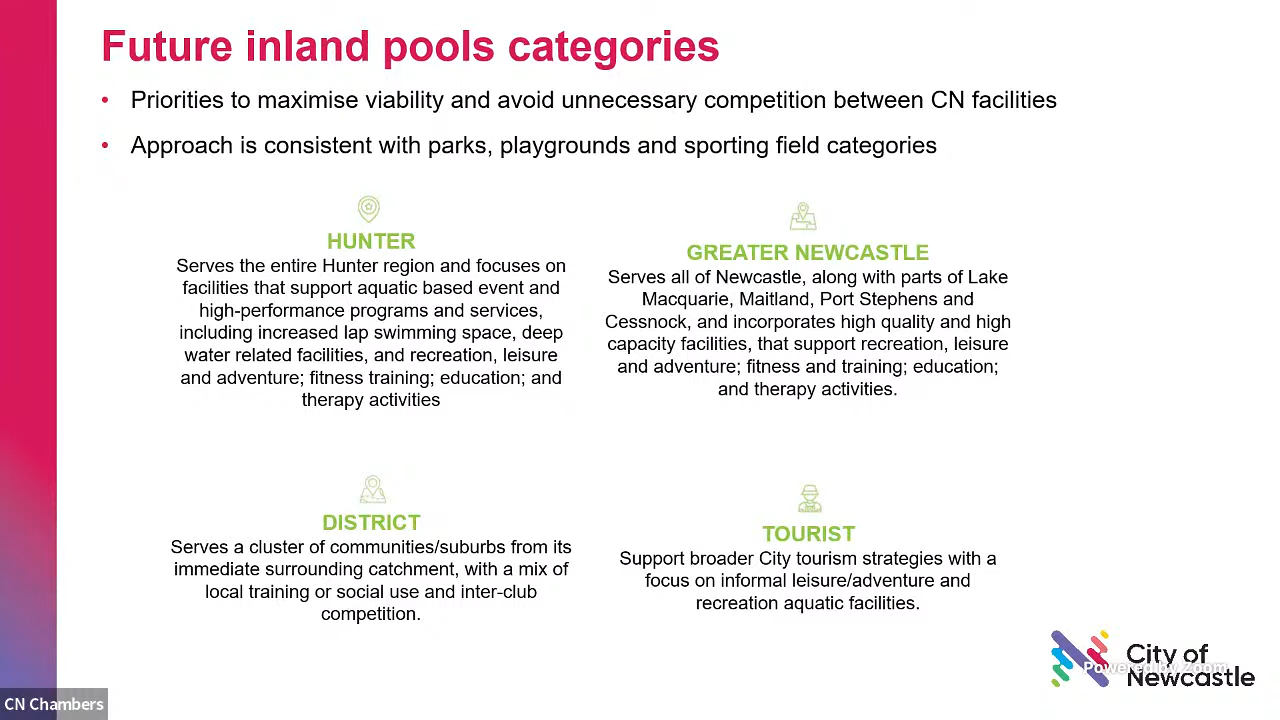 Future inland pools categories
• Priorities to maximise viability and avoid unnecessary competition between CN facilities
• Approach is consistent with parks, playgrounds and sporting field categories
HUNTER
Serves the entire Hunter region and focuses on
facilities that support aquatic based event and
high-performance programs and services,
including increased lap swimming space, deep
water related facilities, and recreation, leisure
and adventure; fitness training; education; and
therapy activities
GREATER NEWCASTLE
Serves all of Newcastle, along with parts of Lake
Macquarie, Maitland, Port Stephens and
Cessnock, and incorporates high quality and high
capacity facilities, that support recreation, leisure
and adventure; fitness and training; education;
and therapy activities.
DISTRICT
Serves a cluster of communities/suburbs from its
immediate surrounding catchment, with a mix of
local training or social use and inter-club
competition.
TOURIST
Support broader City tourism strategies with a
focus on informal leisure/adventure and
recreation aquatic facilities.
City of
Newcastle
Powered by Zoom
CN Chambers